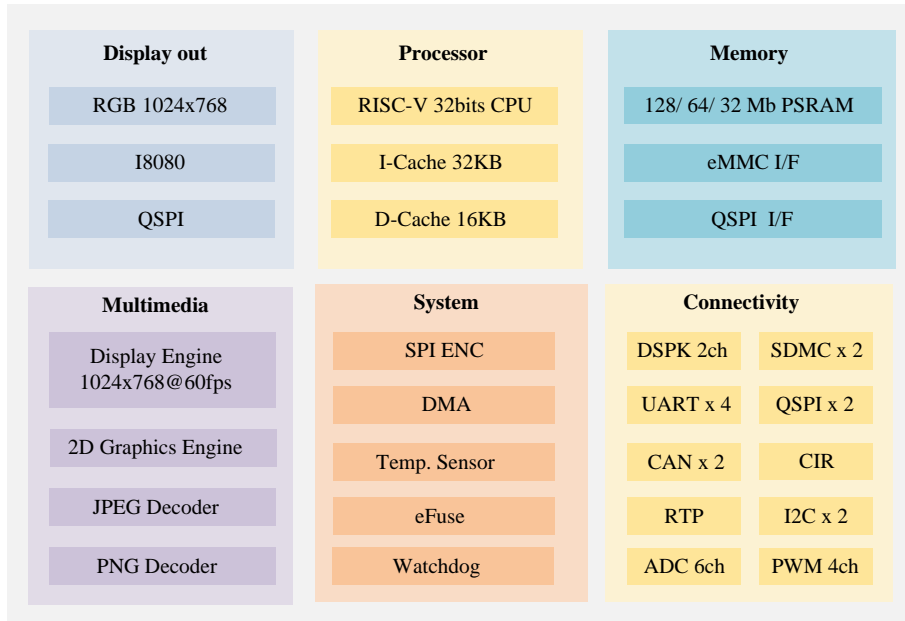 Display out
RGB 1024x768
I8080
QSPI
Processor
RISC-V 32bits CPU
I-Cache 32KB
D-Cache 16KB
Memory
128/ 64/ 32 Mb PSRAM
eMMC I/F
QSPI I/F
Multimedia
Display Engine
1024x768@60fps
2D Graphics Engine
JPEG Decoder
PNG Decoder
System
SPI ENC
DMA
Temp. Sensor
eFuse
Watchdog
Connectivity
DSPK 2ch
SDMC x 2
UART x 4
QSPI x 2
CAN x 2
CIR
RTP
I2C x 2
ADC 6ch
PWM 4ch